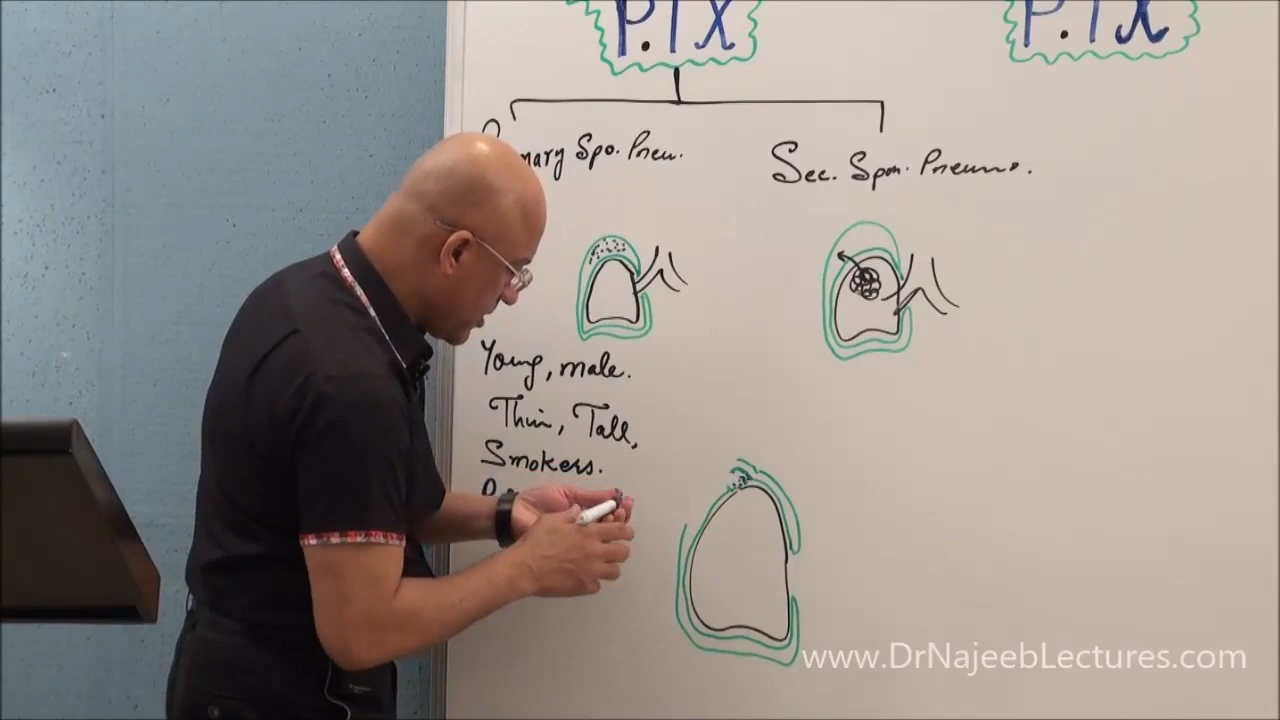 P.TX
P.TX
mary Spo. Pneu.
Sec. Spon. Pneumo.
Young, male.
Thin, Tall,
Smokers.
www.DrNajeebLectures.com